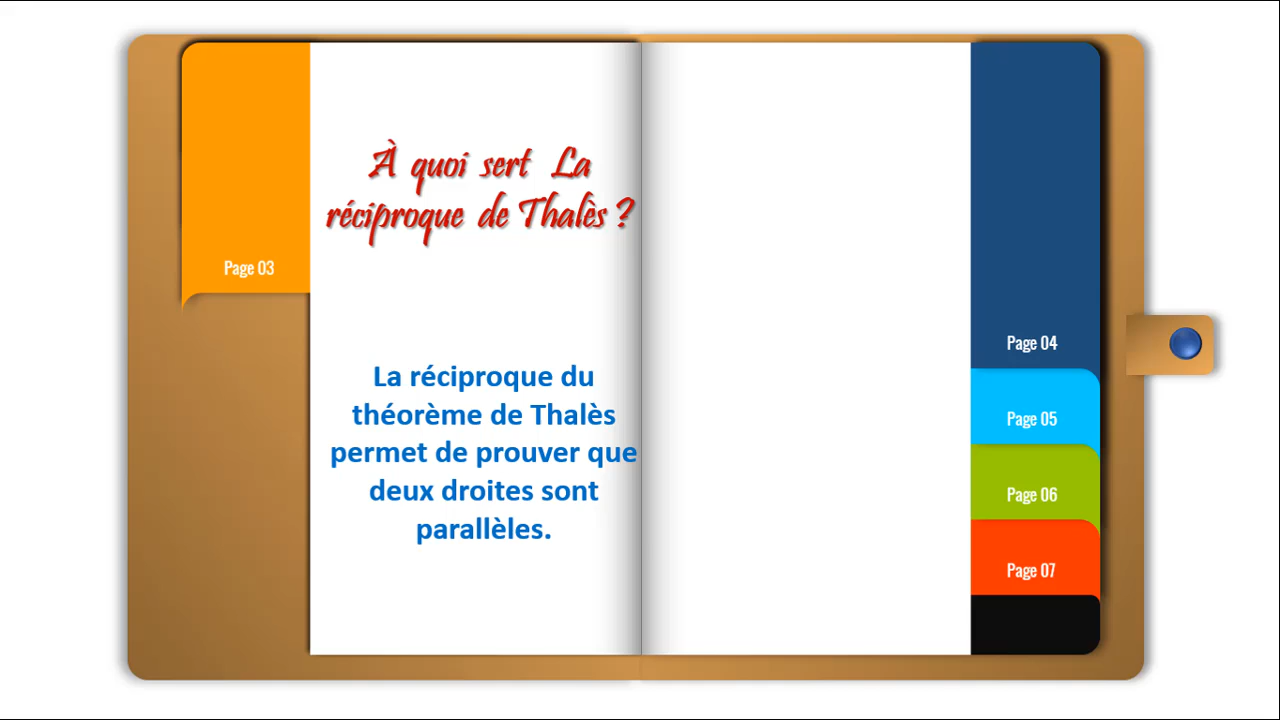 À quoi sert La
réciproque de Thalès ?
Page 03
La réciproque du
théorème de Thalès
permet de prouver que
deux droites sont
parallèles.
Page 04
Page 05
Page 06
Page 07